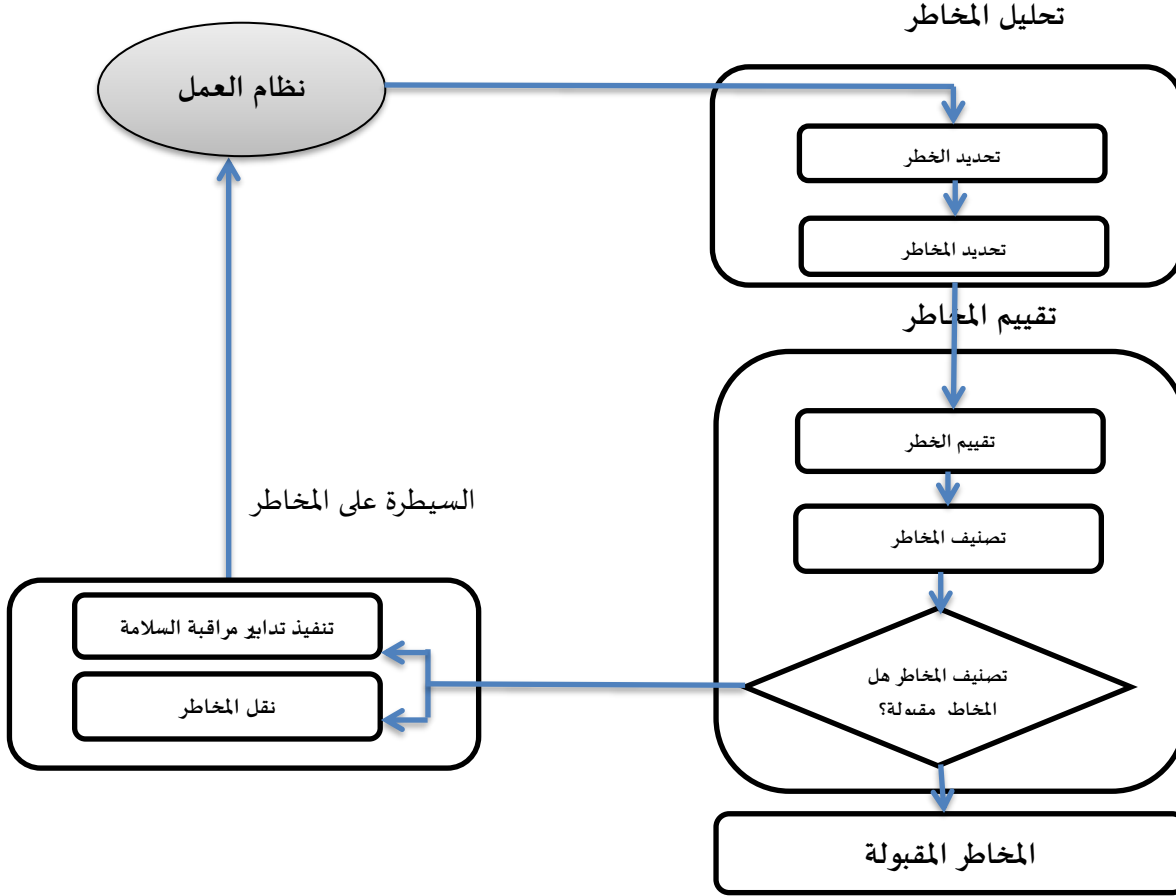 تحليل المخاطر
نظام العمل
تحديد الخطر
تحديد المخاطر
تقييم المخاطر
تقييم الخطر
تصنيف المخاطر
تصنيف المخاطر هل
المخاطر مقبولة؟
السيطرة على المخاطر
تنفيذ تدابير مراقبة السلامة
نقل المخاطر
المخاطر المقبولة